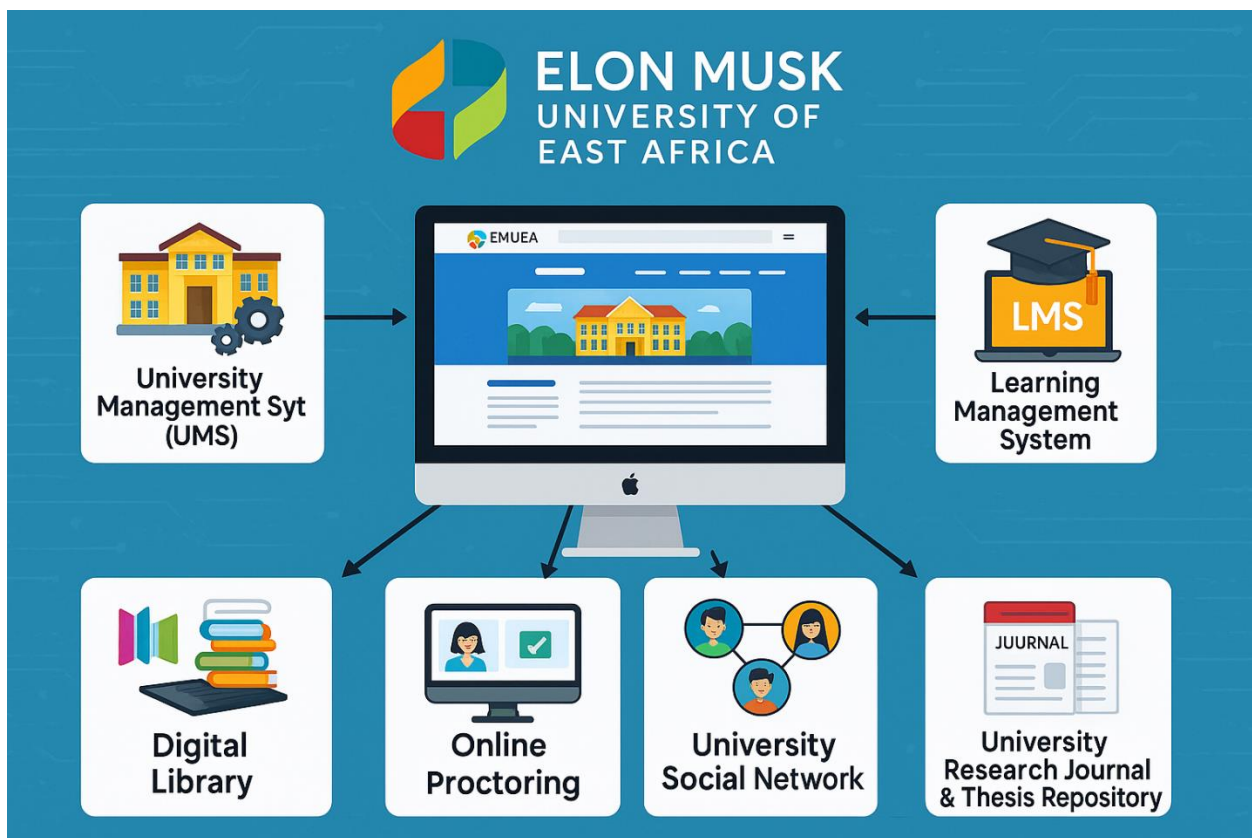 ELON MUSK
UNIVERSITY OF
EAST AFRICA
University
Management Syt
(UMS)
EMUEA
LMS
Learning
Management
System
Digital
Library
Online
Proctoring
University
Social Network
JUURNAL
University
Research Journal
& Thesis Repository